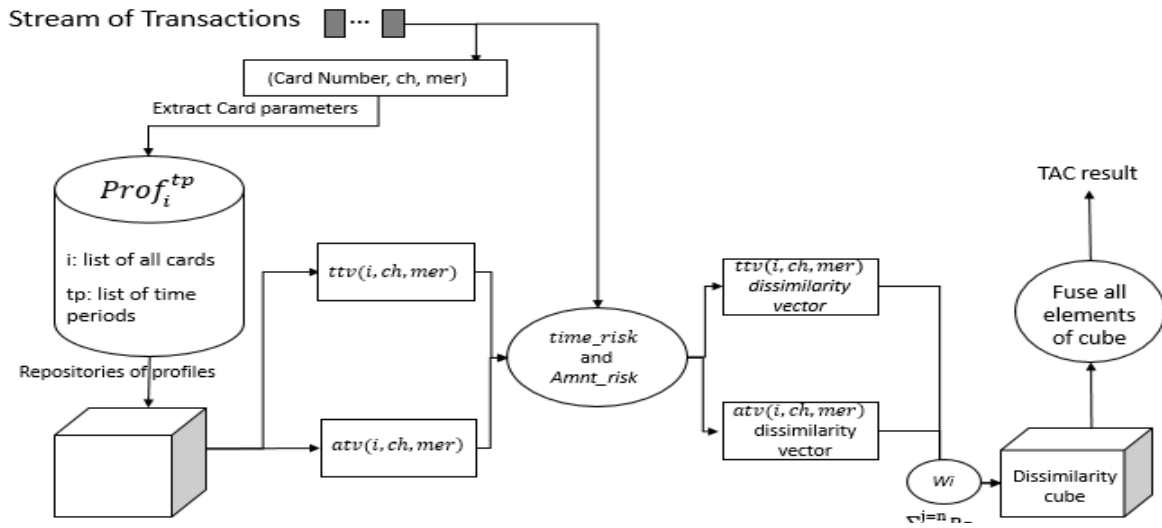 Stream of Transactions
...
(Card Number, ch, mer)
Extract Card parameters
Prof_i^tp
i: list of all cards
tp: list of time
periods
Repositories of profiles
ttv(i, ch, mer)
atv(i, ch, mer)
time_risk
and
Amnt_risk
ttv(i, ch, mer)
dissimilarity
vector
atv(i, ch, mer)
dissimilarity
vector
Wi
Dissimilarity
cube
Fuse all
elements
of cube
TAC result